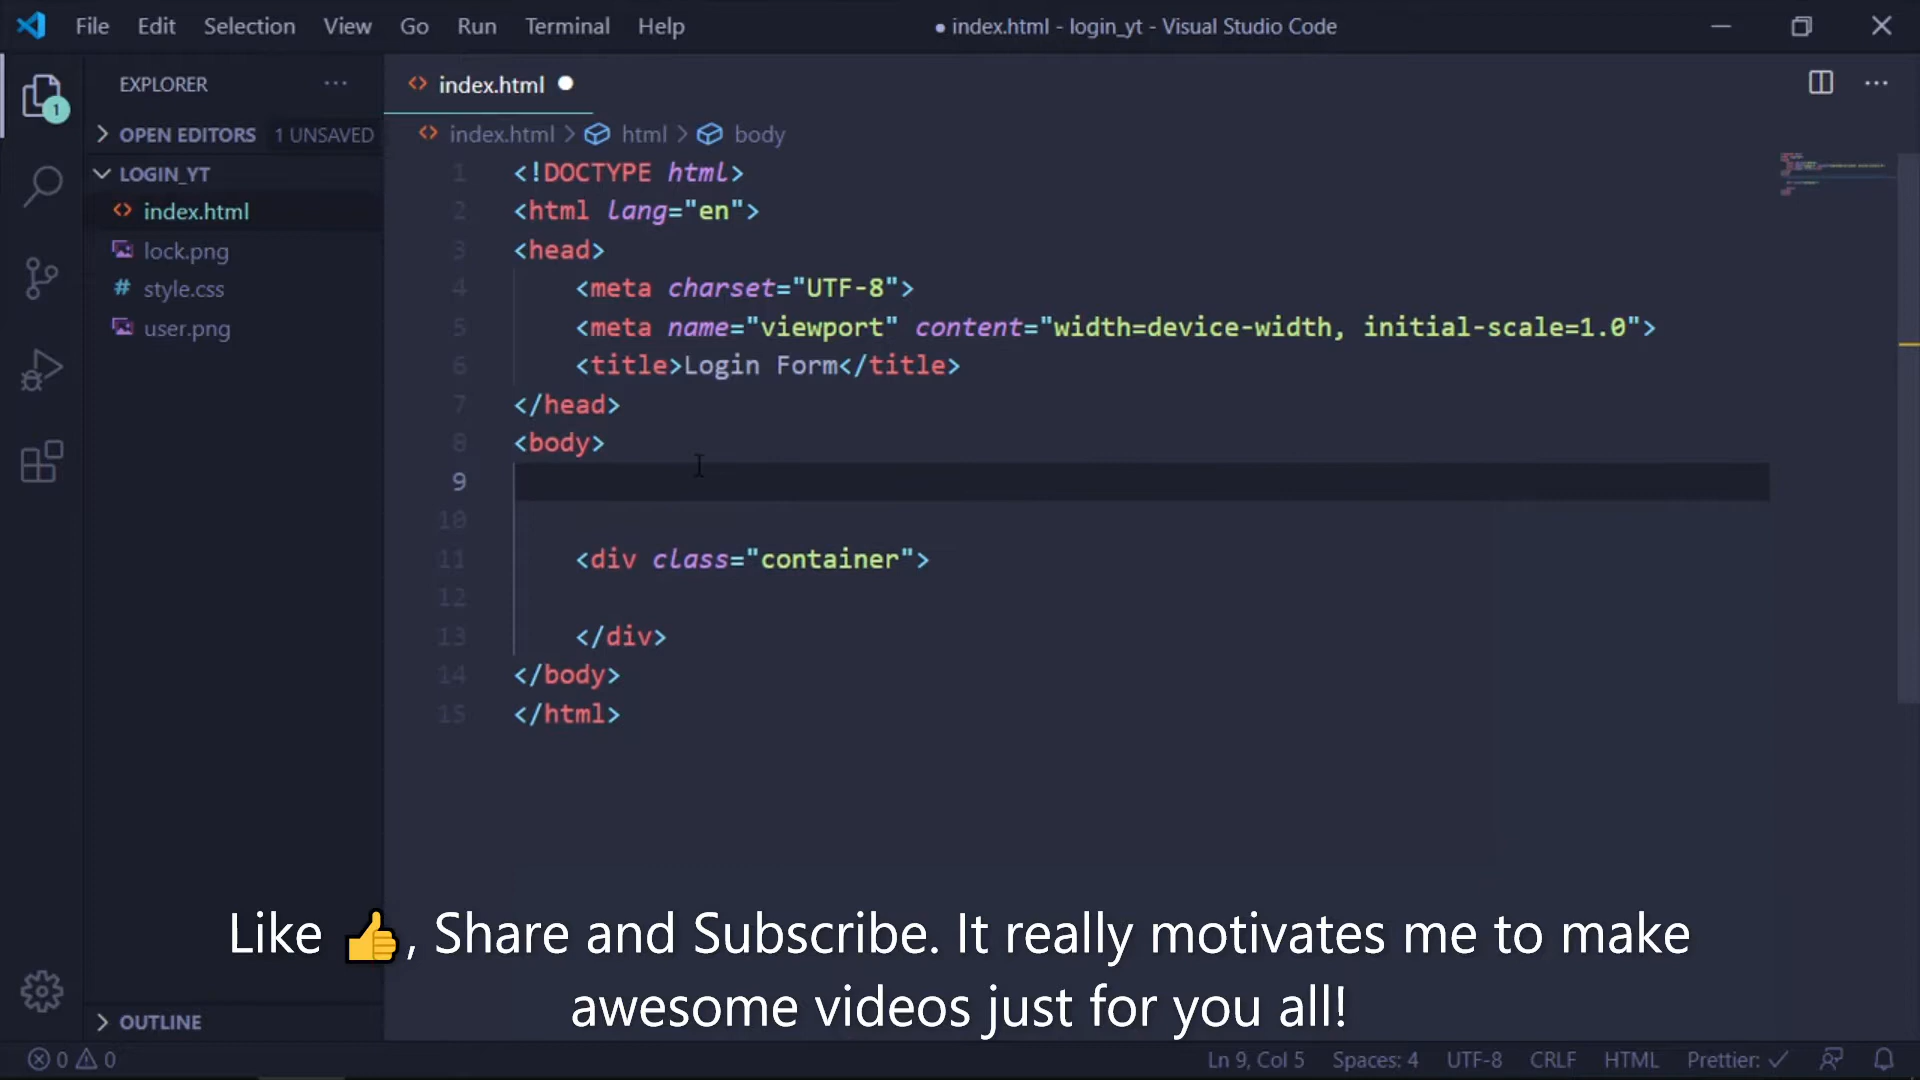 File Edit Selection View Go Run Terminal Help
● index.html - login_yt - Visual Studio Code
EXPLORER
1
OPEN EDITORS 1 UNSAVED
LOGIN_YT
index.html
lock.png
# style.css
user.png
OUTLINE
index.html
index.html > html > body
1 <!DOCTYPE html>
2 <html lang="en">
3 <head>
4 <meta charset="UTF-8">
5 <meta name="viewport" content="width=device-width, initial-scale=1.0">
6 <title>Login Form</title>
7 </head>
8 <body>
9
10
11 <div class="container">
12
13 </div>
14 </body>
15 </html>
Like 👍, Share and Subscribe. It really motivates me to make
awesome videos just for you all!
0 0 Ln 9, Col 5 Spaces: 4 UTF-8 CRLF HTML Prettier: ✓